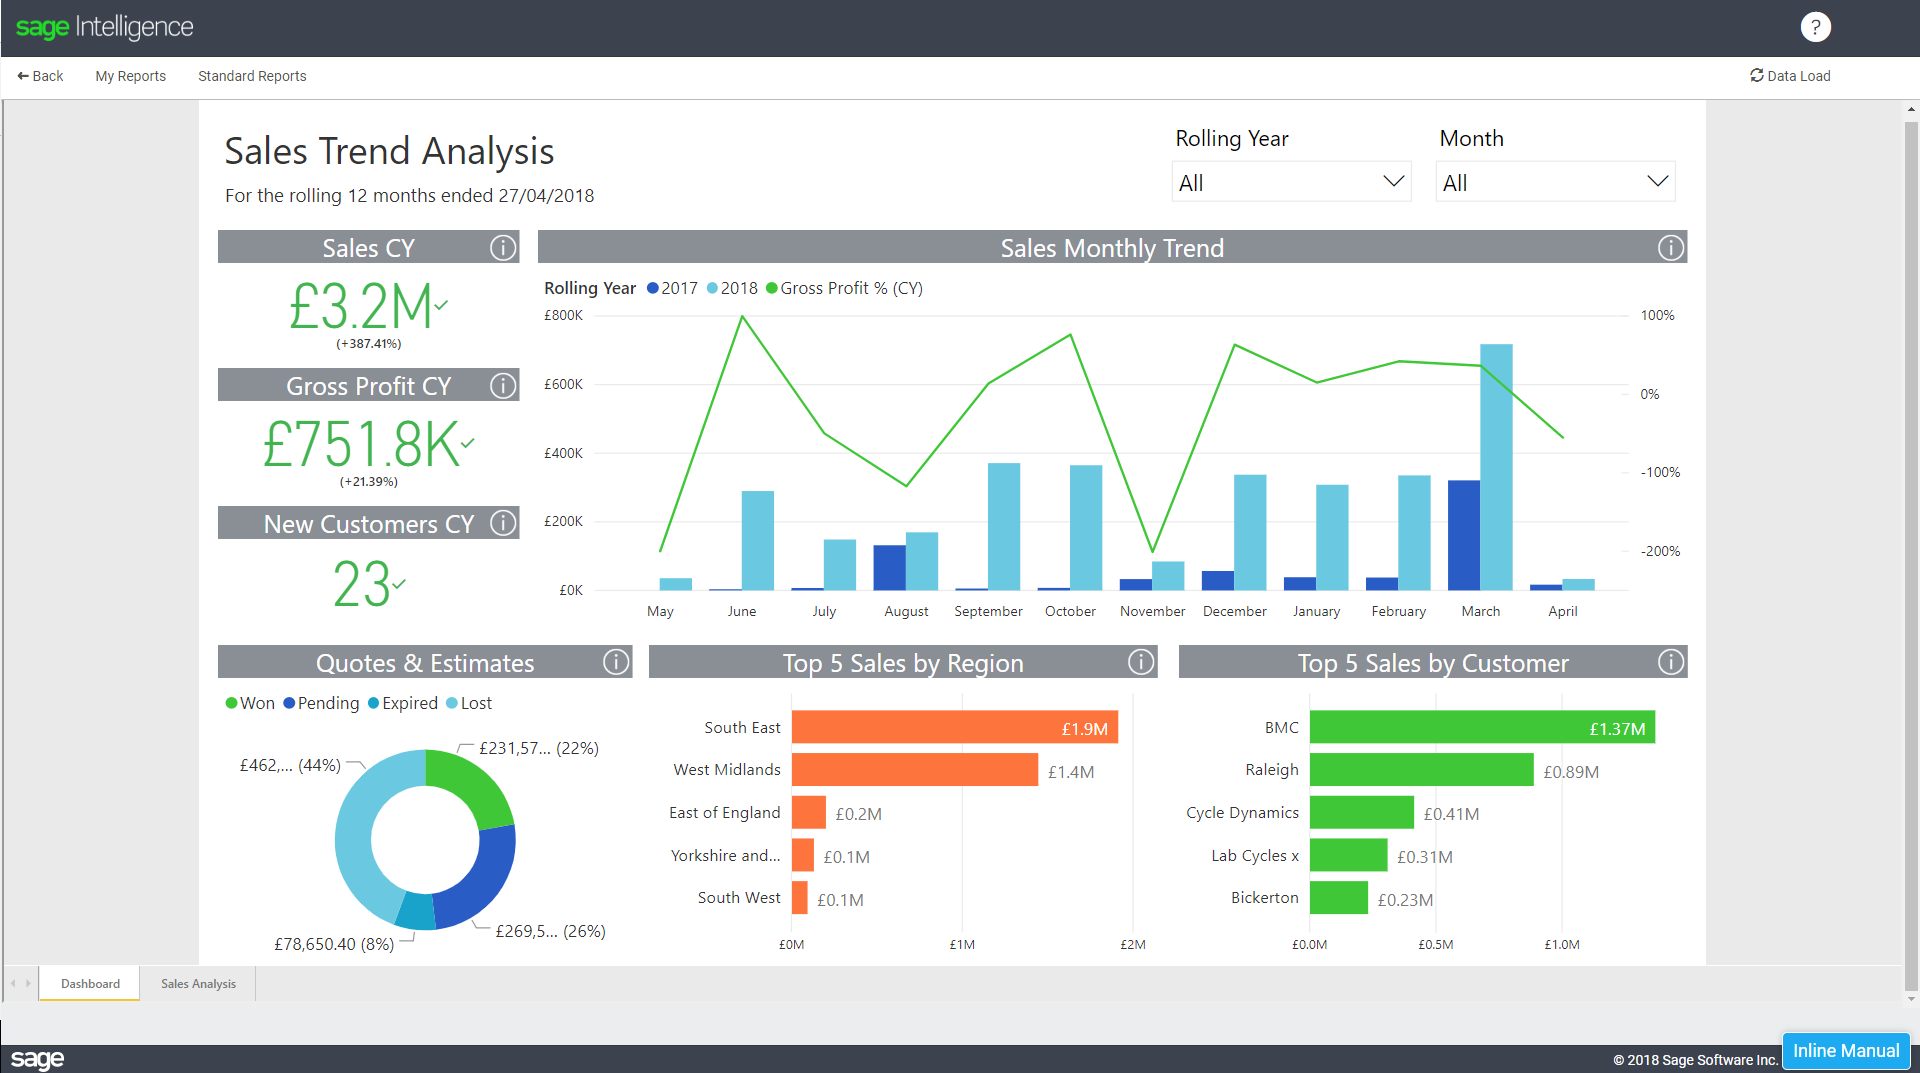 sage Intelligence
?
Back My Reports Standard Reports Data Load
Sales Trend Analysis
For the rolling 12 months ended 27/04/2018
Rolling Year Month
All All
Sales CY
£3.2M
(+387.41%)
Gross Profit CY
£751.8K
(+21.39%)
New Customers CY
23
Sales Monthly Trend
Rolling Year 2017 2018 Gross Profit % (CY)
£800K
£600K
£400K
£200K
£0K
100%
0%
-100%
-200%
May June July August September October November December January February March April
Quotes & Estimates
Won Pending Expired Lost
£231,57... (22%)
£462,... (44%)
£269,5... (26%)
£78,650.40 (8%)
Top 5 Sales by Region
South East £1.9M
West Midlands £1.4M
East of England £0.2M
Yorkshire and... £0.1M
South West £0.1M
£0M £1M £2M
Top 5 Sales by Customer
BMC £1.37M
Raleigh £0.89M
Cycle Dynamics £0.41M
Lab Cycles x £0.31M
Bickerton £0.23M
£0.0M £0.5M £1.0M
Dashboard Sales Analysis
sage
© 2018 Sage Software Inc.
Inline Manual